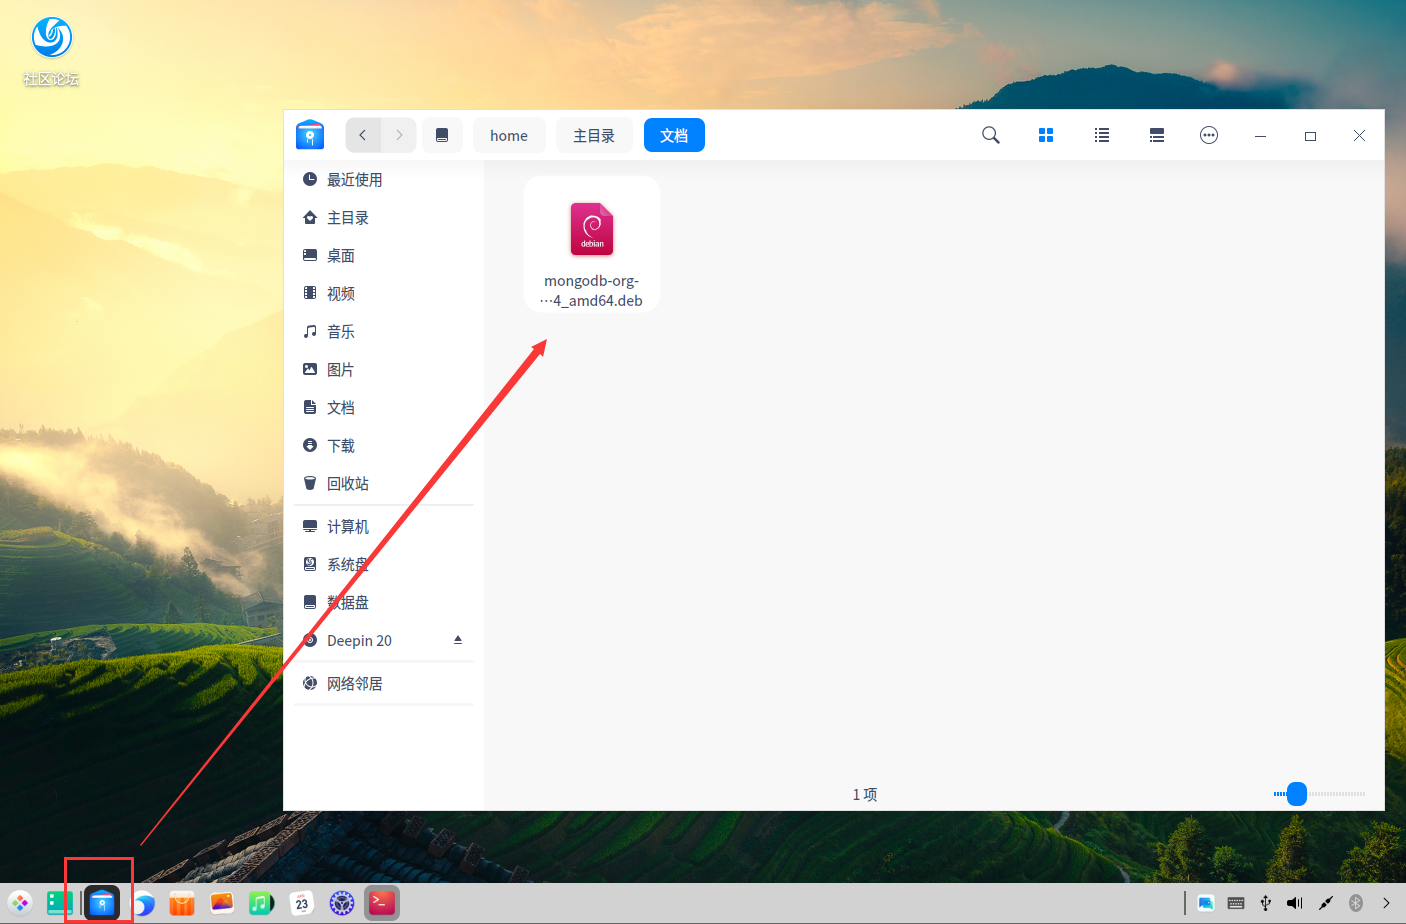 社区论坛
home
主目录
文档
最近使用
主目录
桌面
视频
音乐
图片
文档
下载
回收站
计算机
系统盘
数据盘
Deepin 20
网络邻居
debian
mongodb-org-
…4_amd64.deb
1 项
23